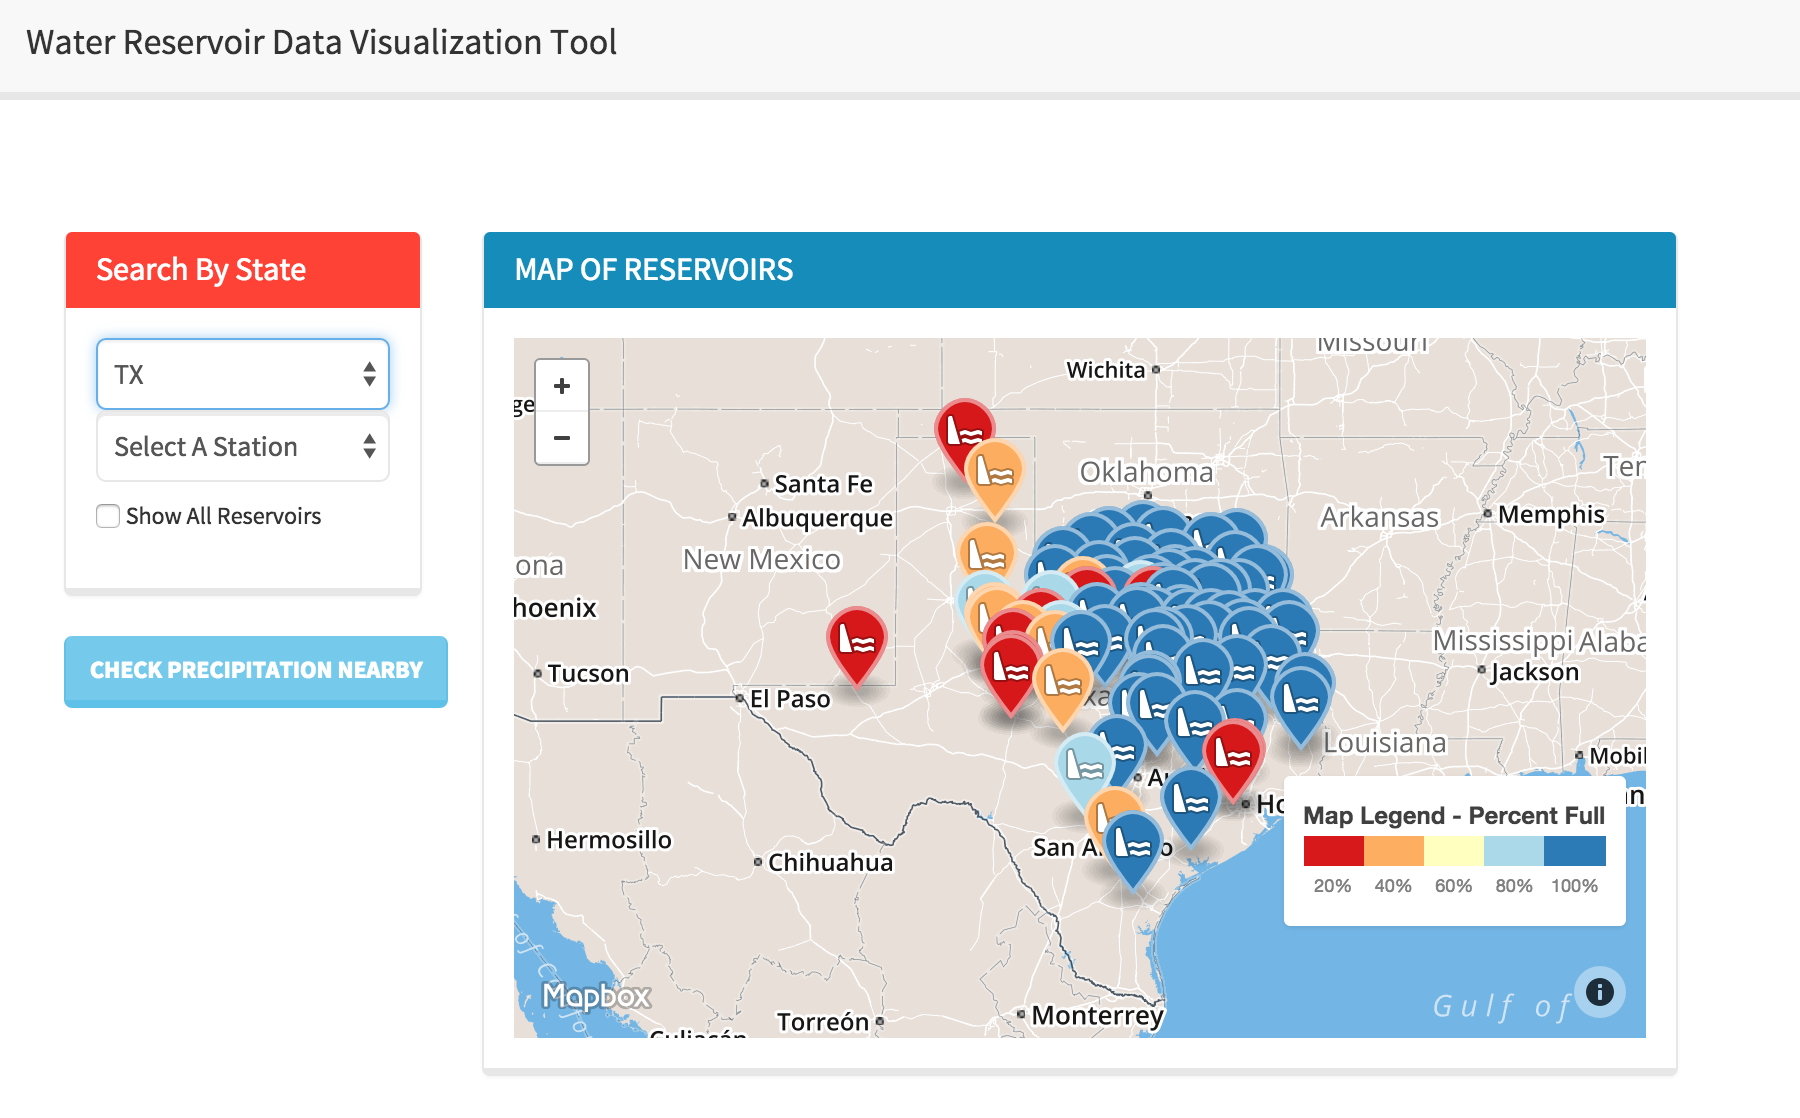 Water Reservoir Data Visualization Tool
Search By State
TX
Select A Station
Show All Reservoirs
CHECK PRECIPITATION NEARBY
MAP OF RESERVOIRS
+
−
Missouri
Wichita
ge
Oklahoma
Ten
Santa Fe
Albuquerque
Arkansas
Memphis
New Mexico
ona
hoenix
Mississippi
Alaba
Tucson
Jackson
El Paso
xa
Louisiana
Mobil
Au
Ho
n
Hermosillo
San A
o
Chihuahua
Map Legend - Percent Full
20% 40% 60% 80% 100%
of C
Mapbox
Gulf of
i
Torreón
Monterrey
Culiacán